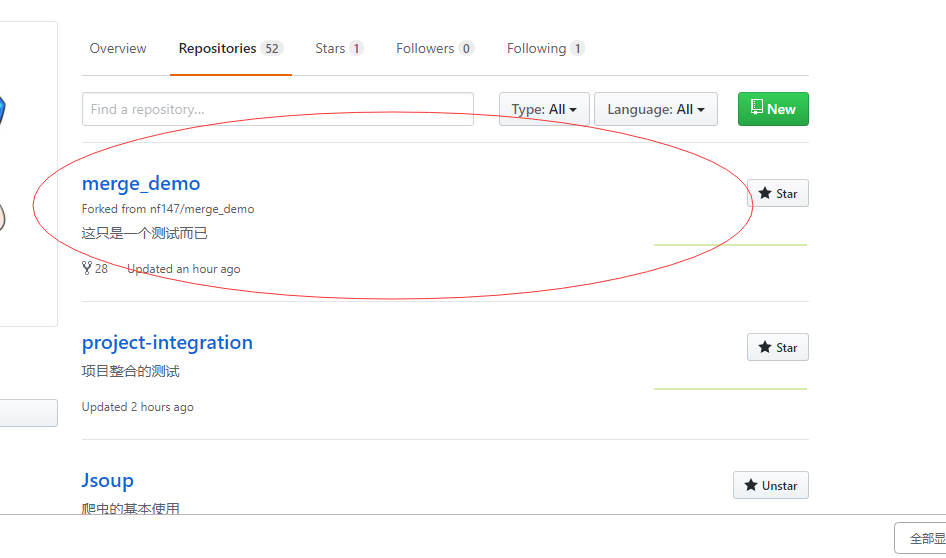 Overview Repositories 52 Stars 1 Followers 0 Following 1
Find a repository... Type: All Language: All New
merge_demo
Star
Forked from nf147/merge_demo
这只是一个测试而已
28 Updated an hour ago
project-integration
Star
项目整合的测试
Updated 2 hours ago
Jsoup
Unstar
爬虫的基本使用
全部显